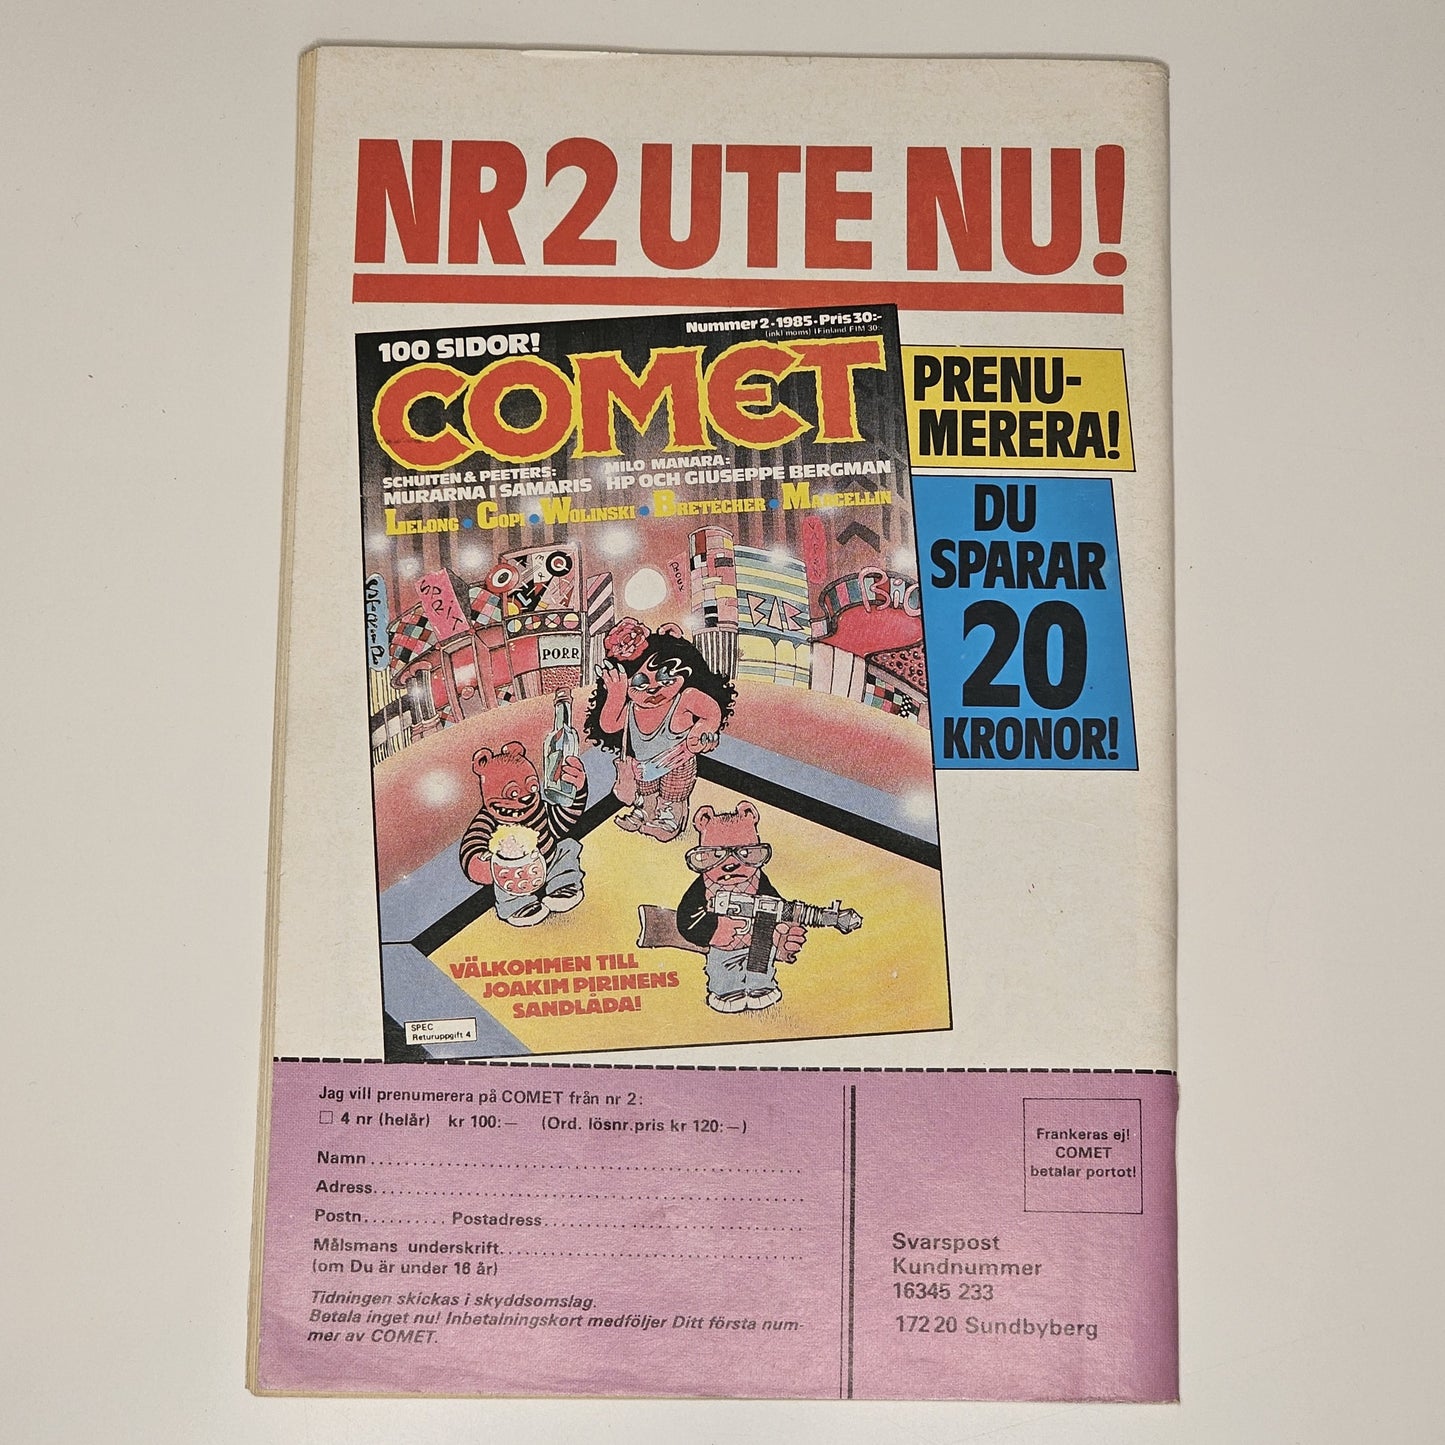 NR 2 UTE NU!
Nummer 2 · 1985 · Pris 30:-
(inkl moms) I Finland FIM 30:-
100 SIDOR!
COMET
SCHUITEN & PEETERS:
MURARNA I SAMARIS
MILO MANARA:
HP OCH GIUSEPPE BERGMAN
LELONG • COPI • WOLINSKI • BRETECHER • MARCELLIN
SPRIT
PORR
BAR
VÄLKOMMEN TILL
JOAKIM PIRINENS
SANDLÅDA!
SPEC
Returuppgift 4
PRENU-
MERERA!
DU
SPARAR
20
KRONOR!
Jag vill prenumerera på COMET från nr 2:
☐ 4 nr (helår) kr 100:— (Ord. lösnr.pris kr 120:—)
Namn
Adress
Postn. Postadress
Målsmans underskrift
(om Du är under 16 år)
Tidningen skickas i skyddsomslag.
Betala inget nu! Inbetalningskort medföljer Ditt första num-
mer av COMET.
Frankeras ej!
COMET
betalar portot!
Svarspost
Kundnummer
16345 233
172 20 Sundbyberg